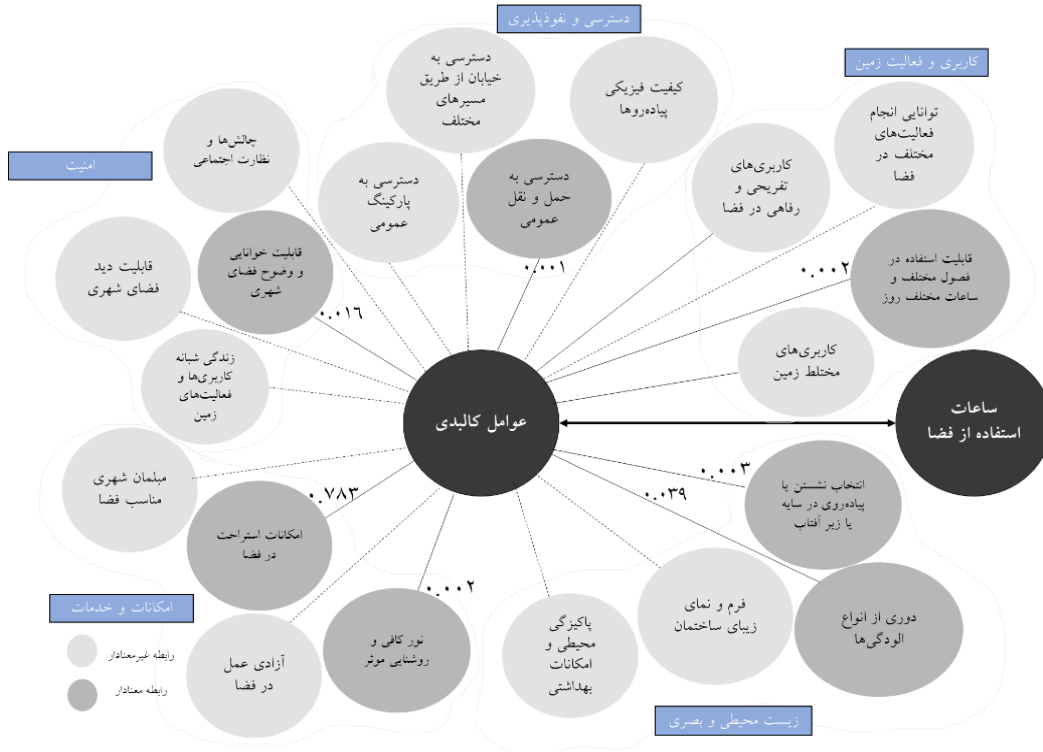 دسترسی و نفوذپذیری
کاربری و فعالیت زمین
امنیت
دسترسی به
خیابان از طریق
مسیرهای
مختلف
کیفیت فیزیکی
پیاده‌روها
توانایی انجام
فعالیت‌های
مختلف در
فضا
چالش‌ها و
نظارت اجتماعی
دسترسی به
پارکینگ
عمومی
دسترسی به
حمل و نقل
عمومی
۰.۰۰۱
کاربری‌های
تفریحی و
رفاهی در فضا
قابلیت استفاده در
فصول مختلف و
ساعات مختلف روز
۰.۰۰۲
قابلیت دید
فضای شهری
قابلیت خوانایی
و وضوح فضای
شهری
۰.۰۱۶
زندگی شبانه
کاربری‌ها و
فعالیت‌های
زمین
کاربری‌های
مختلط زمین
عوامل کالبدی
ساعات
استفاده از فضا
مبلمان شهری
مناسب فضا
امکانات استراحت
در فضا
۰.۷۸۳
۰.۰۰۳
۰.۰۳۹
انتخاب نشستن یا
پیاده‌روی در سایه
یا زیر آفتاب
امکانات و خدمات
رابطه غیرمعنادار
رابطه معنادار
آزادی عمل
در فضا
نور کافی و
روشنایی موثر
۰.۰۰۲
پاکیزگی
محیطی و
امکانات
بهداشتی
فرم و نمای
زیبای ساختمان
دوری از انواع
الودگی‌ها
زیست محیطی و بصری